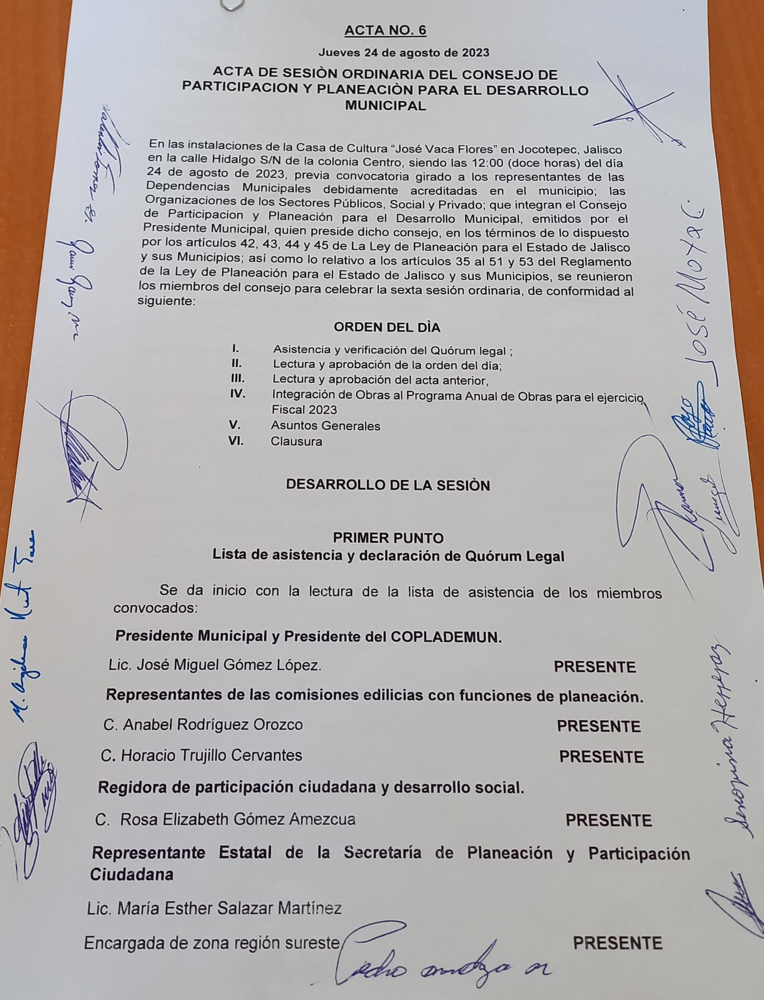 ACTA NO. 6
Jueves 24 de agosto de 2023
ACTA DE SESIÒN ORDINARIA DEL CONSEJO DE
PARTICIPACION Y PLANEACIÒN PARA EL DESARROLLO
MUNICIPAL
En las instalaciones de la Casa de Cultura “José Vaca Flores” en Jocotepec, Jalisco
en la calle Hidalgo S/N de la colonia Centro, siendo las 12:00 (doce horas) del día
24 de agosto de 2023, previa convocatoria girado a los representantes de las
Dependencias Municipales debidamente acreditadas en el municipio; las
Organizaciones de los Sectores Públicos, Social y Privado; que integran el Consejo
de Participacion y Planeación para el Desarrollo Municipal, emitidos por el
Presidente Municipal, quien preside dicho consejo, en los términos de lo dispuesto
por los artículos 42, 43, 44 y 45 de La Ley de Planeación para el Estado de Jalisco
y sus Municipios; así como lo relativo a los artículos 35 al 51 y 53 del Reglamento
de la Ley de Planeación para el Estado de Jalisco y sus Municipios, se reunieron
los miembros del consejo para celebrar la sexta sesión ordinaria, de conformidad al
siguiente:
ORDEN DEL DÌA
I. Asistencia y verificación del Quórum legal ;
II. Lectura y aprobación de la orden del día;
III. Lectura y aprobación del acta anterior,
IV. Integración de Obras al Programa Anual de Obras para el ejercicio
Fiscal 2023
V. Asuntos Generales
VI. Clausura
DESARROLLO DE LA SESIÒN
PRIMER PUNTO
Lista de asistencia y declaración de Quórum Legal
Se da inicio con la lectura de la lista de asistencia de los miembros
convocados:
Presidente Municipal y Presidente del COPLADEMUN.
Lic. José Miguel Gómez López. PRESENTE
Representantes de las comisiones edilicias con funciones de planeación.
C. Anabel Rodríguez Orozco PRESENTE
C. Horacio Trujillo Cervantes PRESENTE
Regidora de participación ciudadana y desarrollo social.
C. Rosa Elizabeth Gómez Amezcua PRESENTE
Representante Estatal de la Secretaría de Planeación y Participación
Ciudadana
Lic. María Esther Salazar Martínez
Encargada de zona región sureste PRESENTE
José Mota C.
Pedro